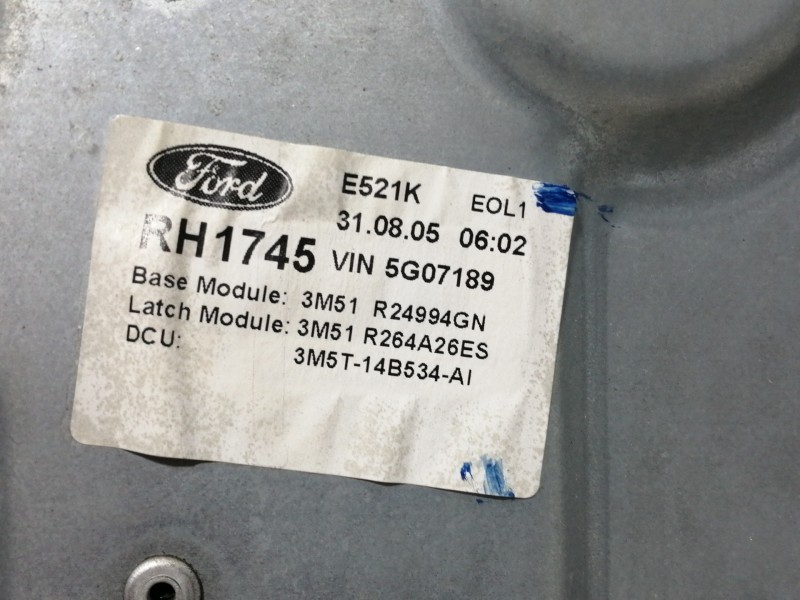 Ford
E521K EOL1
31.08.05 06:02
RH1745 VIN 5G07189
Base Module: 3M51 R24994GN
Latch Module: 3M51 R264A26ES
DCU: 3M5T-14B534-AI